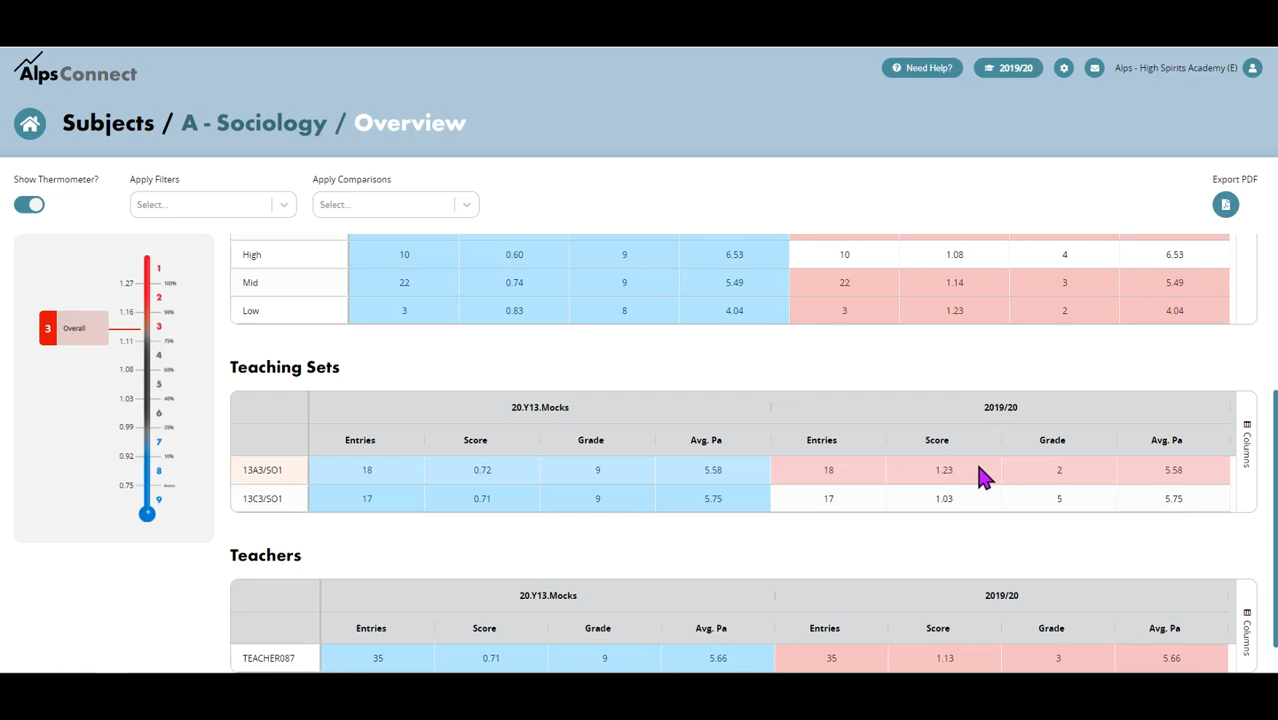 AlpsConnect
Need Help?
2019/20
Alps - High Spirits Academy (E)
Subjects / A - Sociology / Overview
Show Thermometer?
Apply Filters
Apply Comparisons
Export PDF
Select...
Select...
High 10 0.60 9 6.53 10 1.08 4 6.53
Mid 22 0.74 9 5.49 22 1.14 3 5.49
Low 3 0.83 8 4.04 3 1.23 2 4.04
1
1.27 100%
2
1.16 90%
3 Overall 3
1.11 75%
4
1.08 60%
5
1.03 40%
6
0.99 25%
7
0.92 10%
8
0.75
9
Teaching Sets
20.Y13.Mocks 2019/20
Columns
Entries Score Grade Avg. Pa Entries Score Grade Avg. Pa
13A3/SO1 18 0.72 9 5.58 18 1.23 2 5.58
13C3/SO1 17 0.71 9 5.75 17 1.03 5 5.75
Teachers
20.Y13.Mocks 2019/20
Columns
Entries Score Grade Avg. Pa Entries Score Grade Avg. Pa
TEACHER087 35 0.71 9 5.66 35 1.13 3 5.66